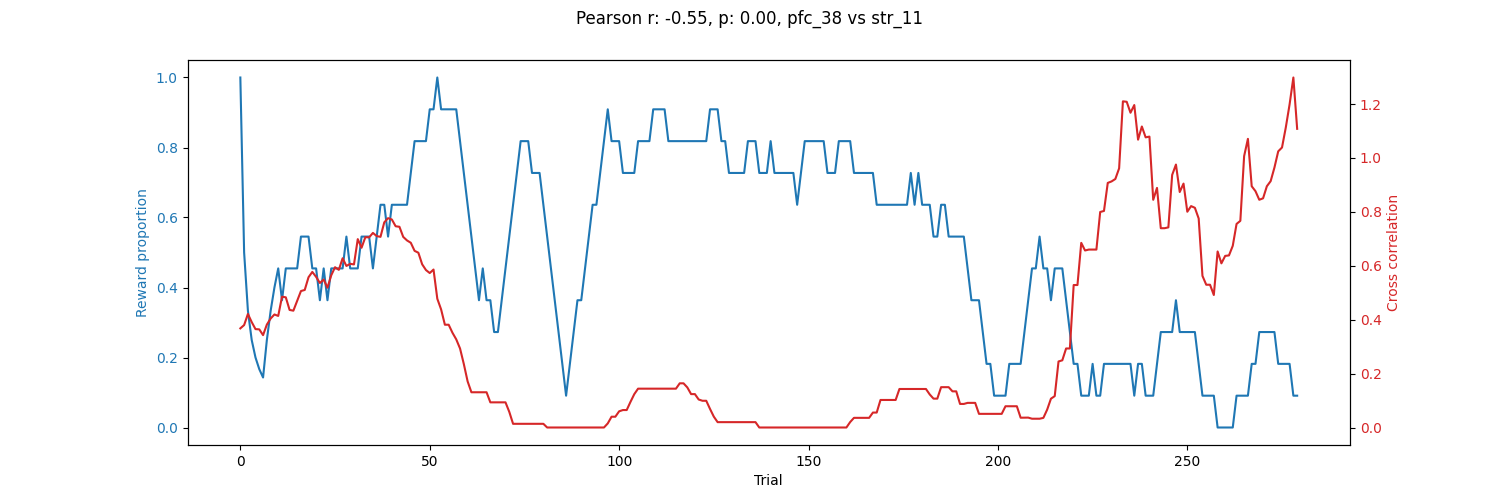 Pearson r: -0.55, p: 0.00, pfc_38 vs str_11
1.0
0.8
0.6
0.4
0.2
0.0
Reward proportion
1.2
1.0
0.8
0.6
0.4
0.2
0.0
Cross correlation
0 50 100 150 200 250
Trial